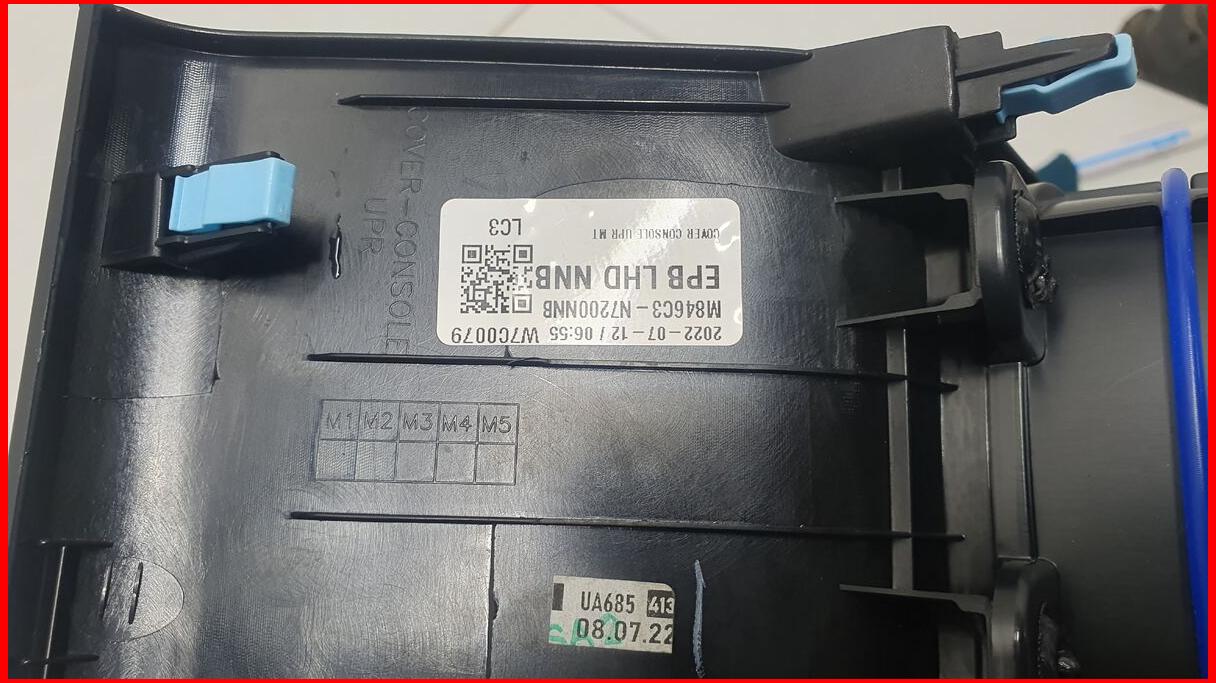 COVER-CONSOLE
UPR
2022-07-12 / 06:55 W7C0079
M846C3-N7200NNB
EPB LHD NNB
COVER CONSOLE UPR MT
LC3
M1 M2 M3 M4 M5
UA685 413
08.07.22